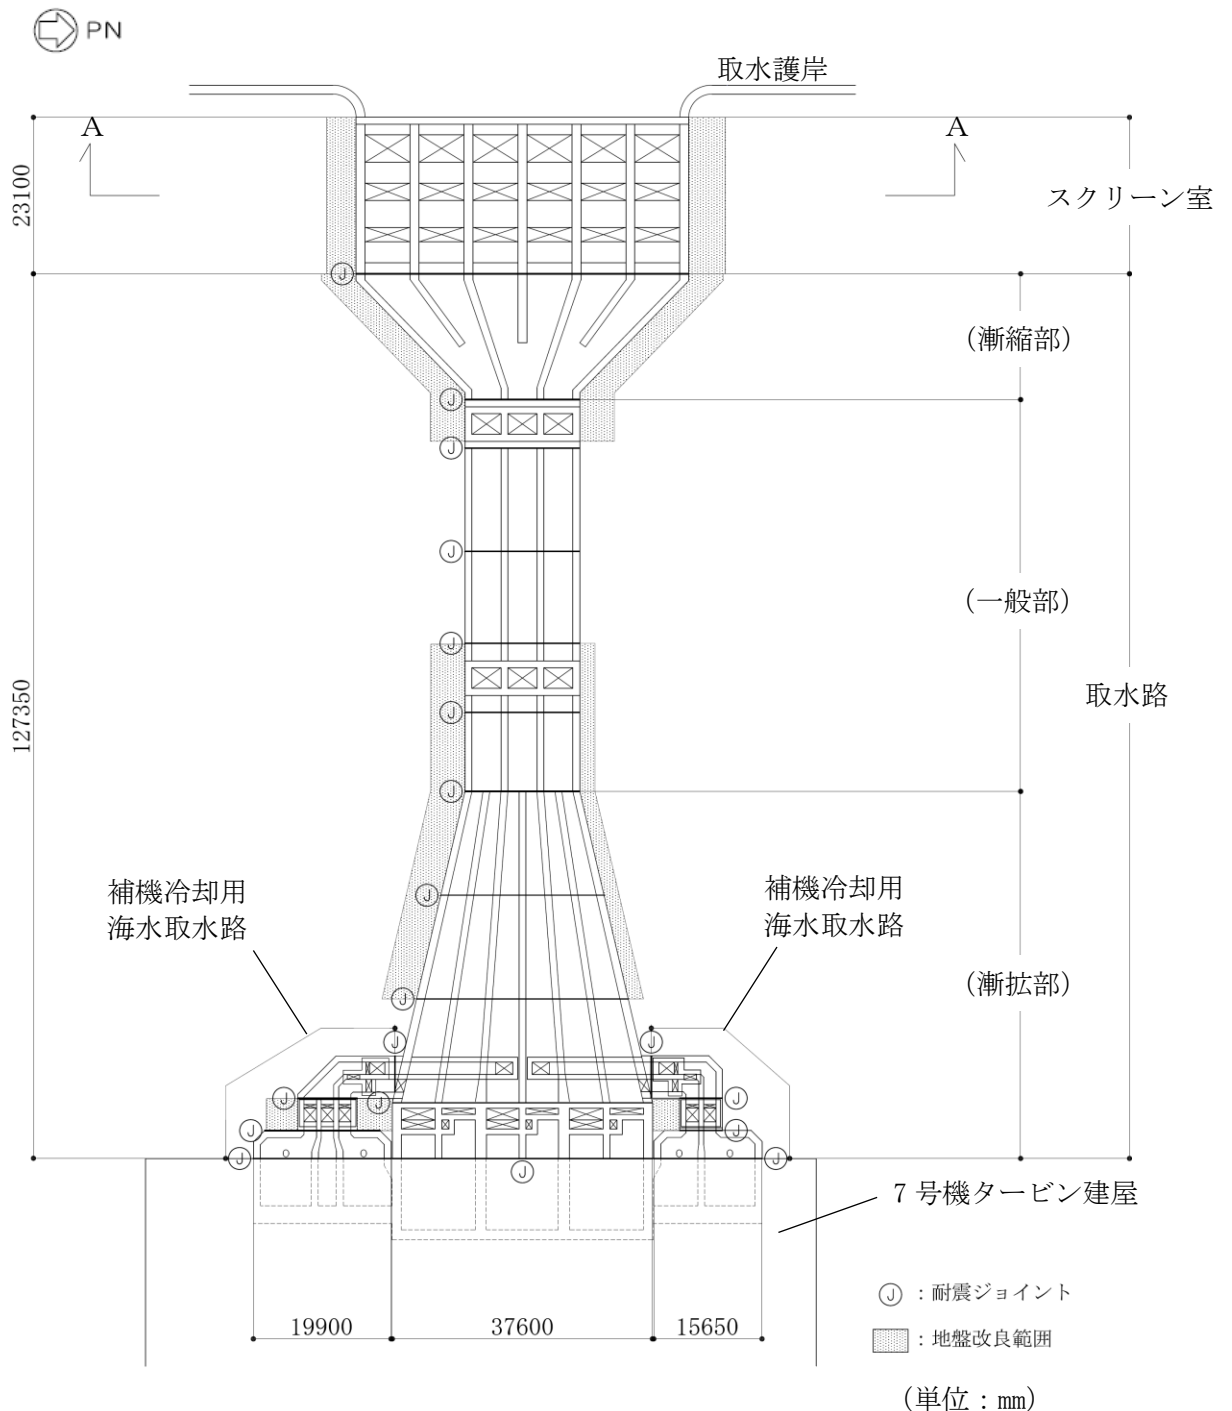 PN
取水護岸
A
A
23100
スクリーン室
J
(漸縮部)
J
J
J
(一般部)
J
127350
取水路
J
J
補機冷却用
海水取水路
補機冷却用
海水取水路
J
(漸拡部)
J
J
J
J
J
J
J
J
J
J
J
7号機タービン建屋
J:耐震ジョイント
19900
37600
15650
:地盤改良範囲
(単位:mm)